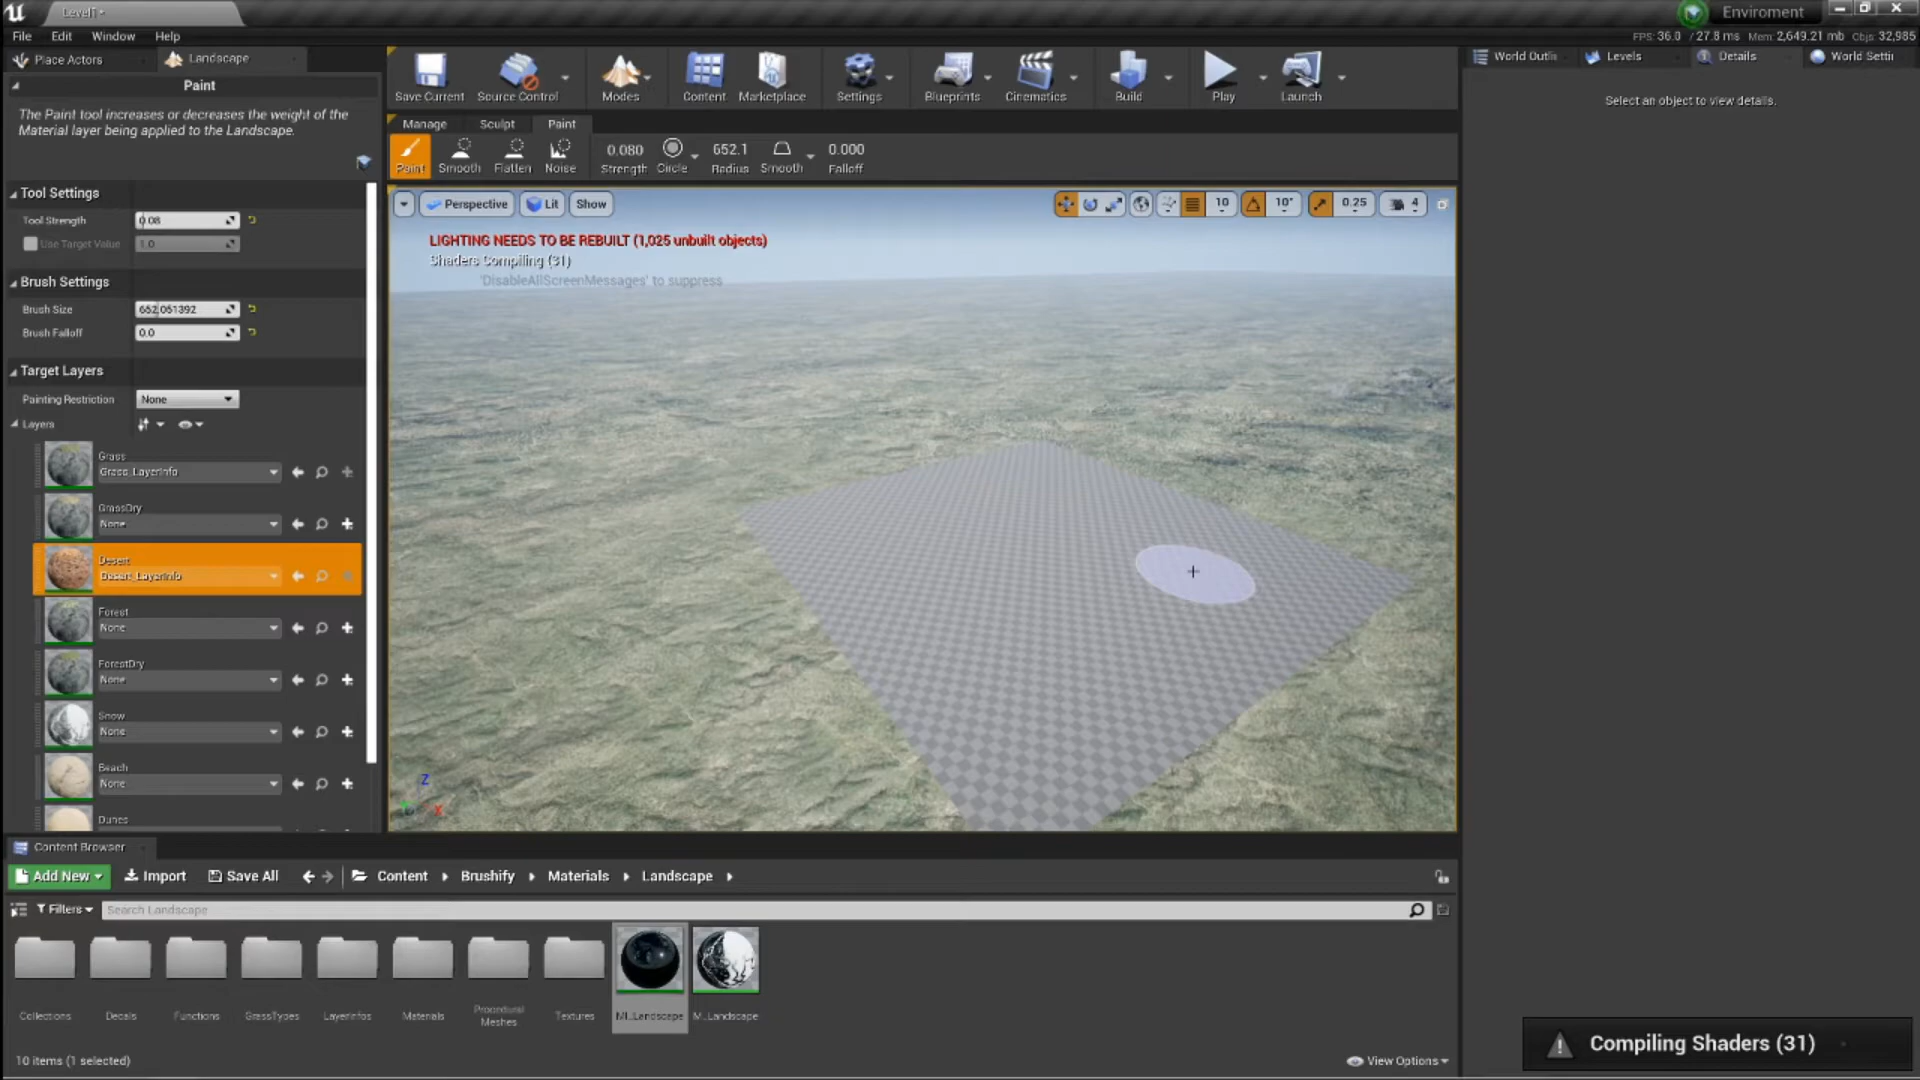 Level1*
Enviroment
File Edit Window Help
FPS: 36.0 / 27.8 ms Mem: 2,649.21 mb Objs: 32,985
Place Actors
Landscape
World Outlin
Levels
Details
World Settin
Paint
The Paint tool increases or decreases the weight of the
Material layer being applied to the Landscape.
Save Current
Source Control
Modes
Content
Marketplace
Settings
Blueprints
Cinematics
Build
Play
Launch
Select an object to view details.
Manage Sculpt Paint
Paint
Smooth
Flatten
Noise
0.080
Strength
Circle
652.1
Radius
Smooth
0.000
Falloff
Tool Settings
Tool Strength 0.08
Use Target Value 1.0
Brush Settings
Brush Size 652.051392
Brush Falloff 0.0
Target Layers
Painting Restriction None
Layers
Grass
Grass_LayerInfo
GrassDry
None
Desert
Desert_LayerInfo
Forest
None
ForestDry
None
Snow
None
Beach
None
Dunes
Perspective Lit Show
10 10° 0.25 4
LIGHTING NEEDS TO BE REBUILT (1,025 unbuilt objects)
Shaders Compiling (31)
'DisableAllScreenMessages' to suppress
Z
X
Content Browser
Add New Import Save All Content Brushify Materials Landscape
Filters Search Landscape
Collections
Decals
Functions
GrassTypes
LayerInfos
Materials
Procedural
Meshes
Textures
MI_Landscape
M_Landscape
10 items (1 selected)
View Options
Compiling Shaders (31)